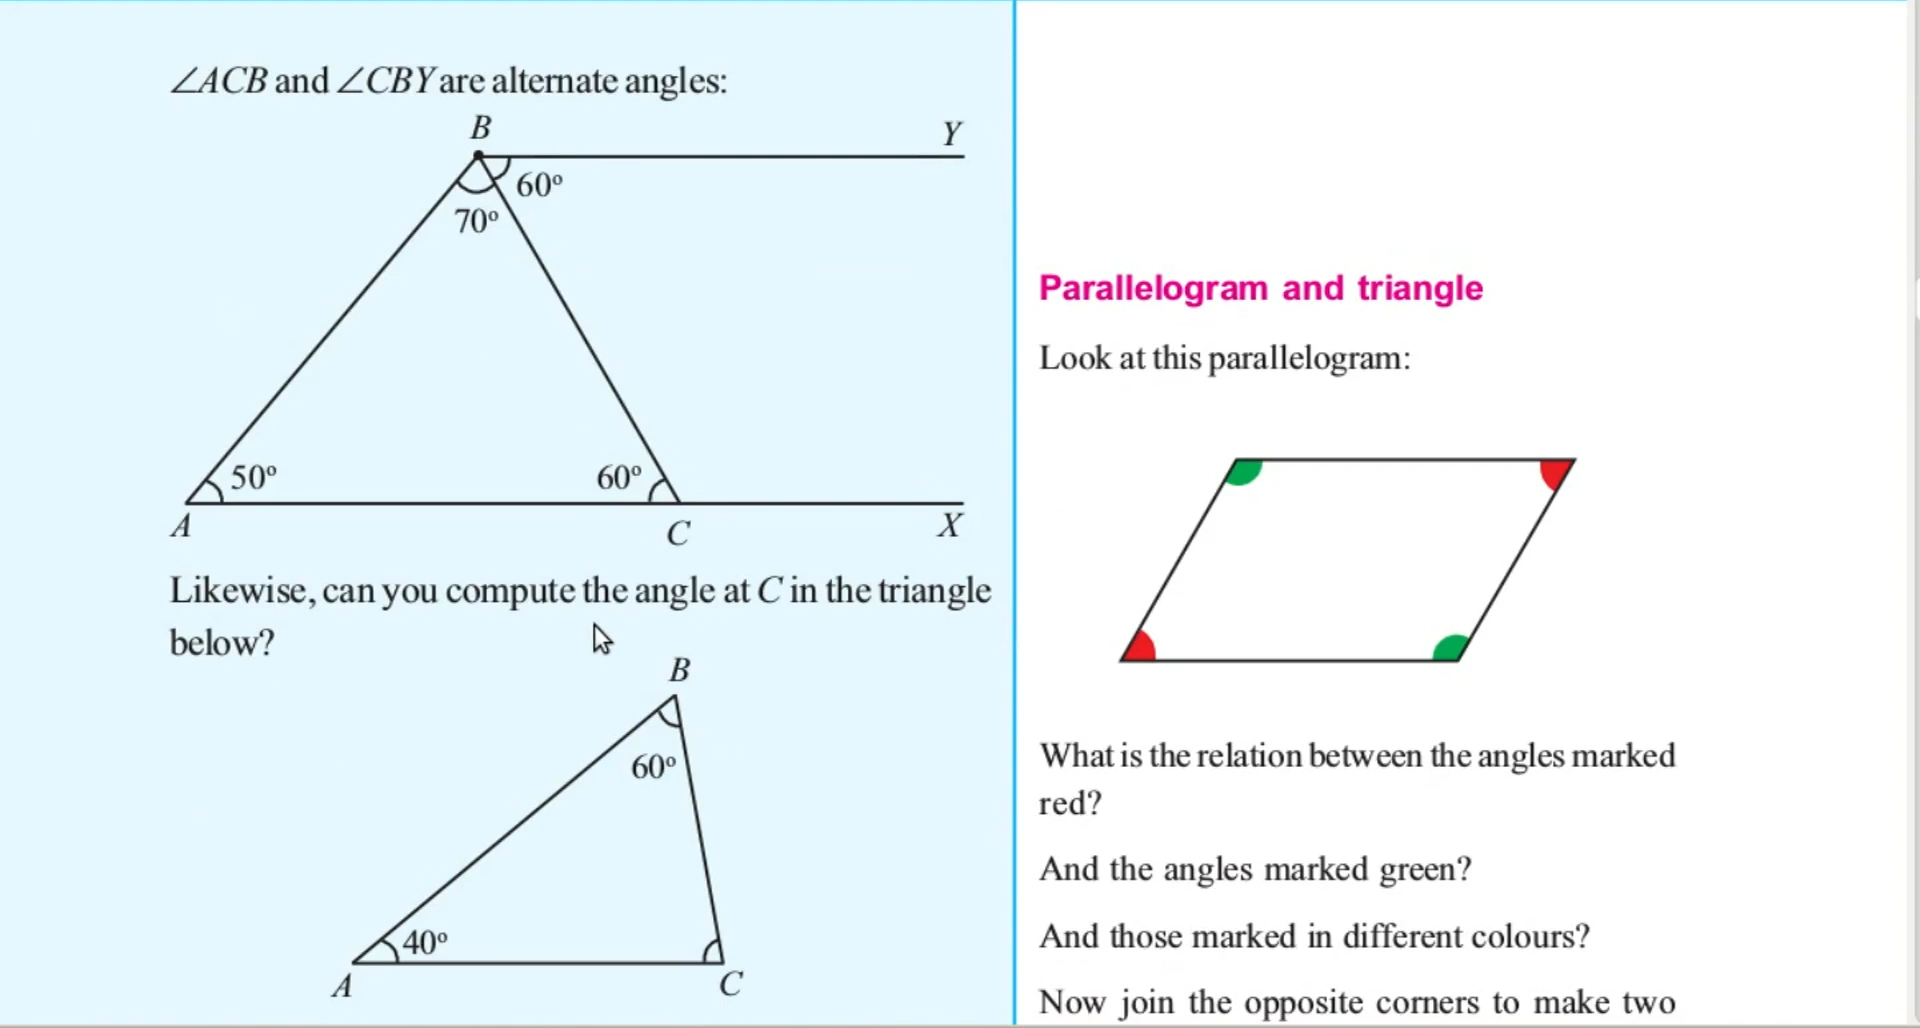 ∠ACB and ∠CBY are alternate angles:
B
Y
60°
70°
50°
60°
A
C
X
Likewise, can you compute the angle at C in the triangle
below?
B
60°
40°
A
C
Parallelogram and triangle
Look at this parallelogram:
What is the relation between the angles marked
red?
And the angles marked green?
And those marked in different colours?
Now join the opposite corners to make two